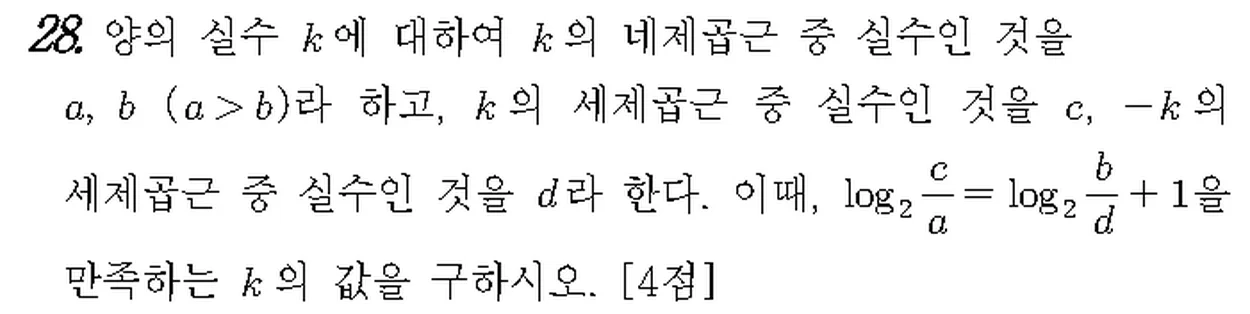 28. 양의 실수 k에 대하여 k의 네제곱근 중 실수인 것을
a, b (a > b)라 하고, k의 세제곱근 중 실수인 것을 c, −k의
세제곱근 중 실수인 것을 d라 한다. 이때, log₂ c/a = log₂ b/d + 1을
만족하는 k의 값을 구하시오. [4점]